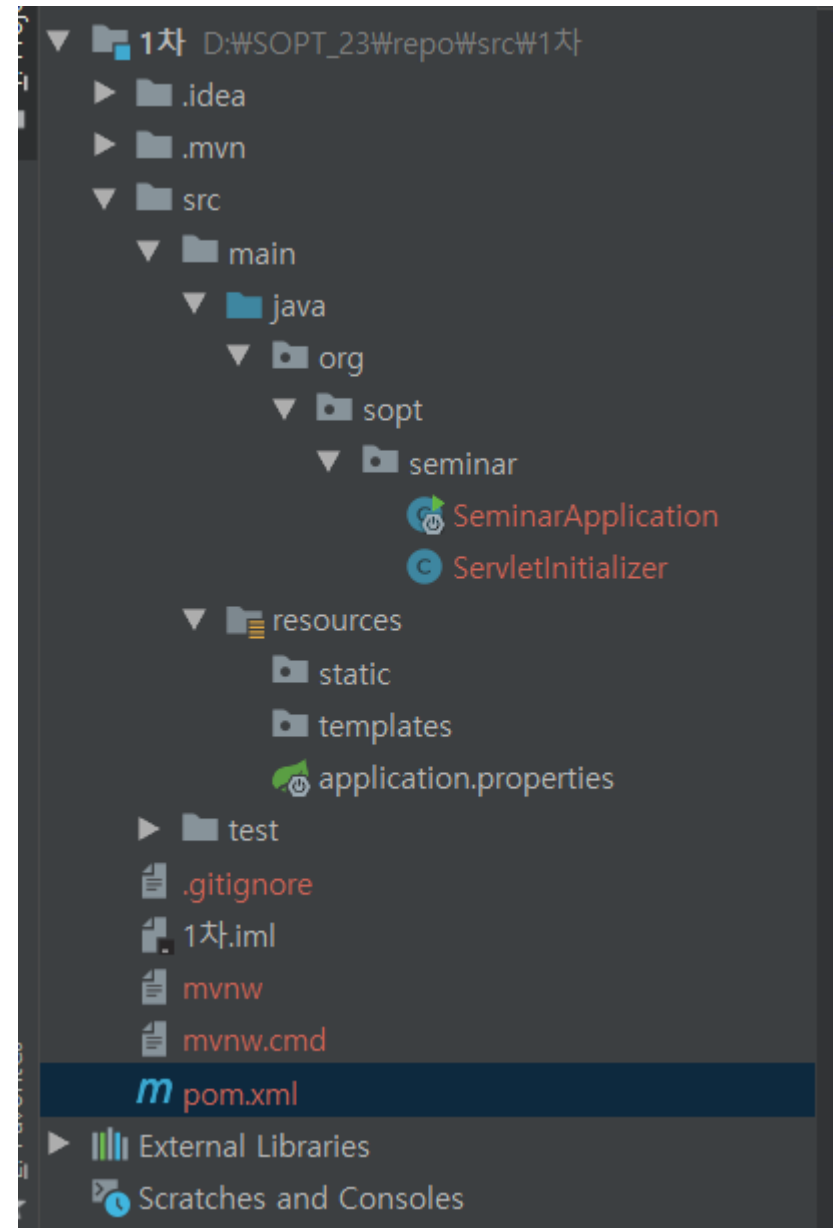 1차 D:₩SOPT_23₩repo₩src₩1차
.idea
.mvn
src
main
java
org
sopt
seminar
SeminarApplication
ServletInitializer
resources
static
templates
application.properties
test
.gitignore
1차.iml
mvnw
mvnw.cmd
pom.xml
External Libraries
Scratches and Consoles